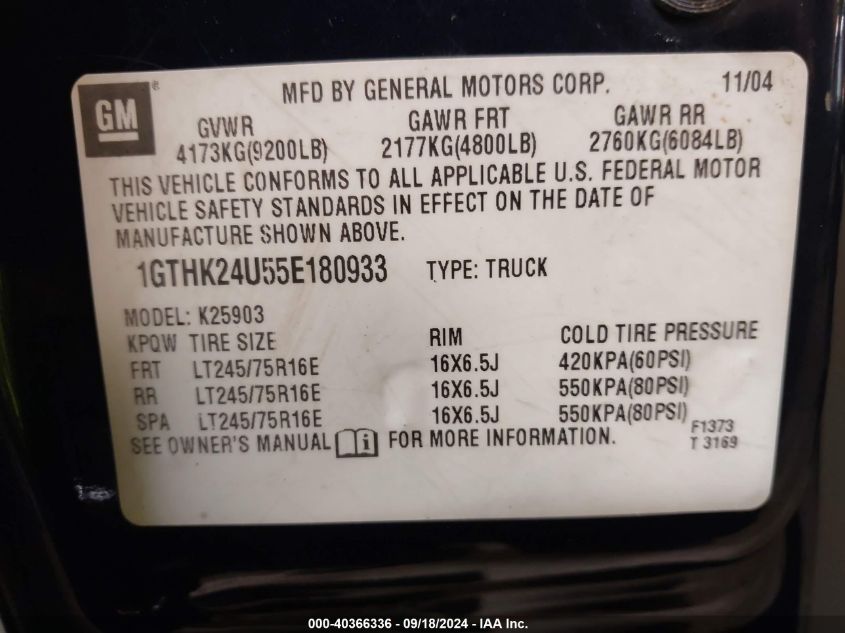 MFD BY GENERAL MOTORS CORP. 11/04
GM ®
GVWR GAWR FRT GAWR RR
4173KG(9200LB) 2177KG(4800LB) 2760KG(6084LB)
THIS VEHICLE CONFORMS TO ALL APPLICABLE U.S. FEDERAL MOTOR
VEHICLE SAFETY STANDARDS IN EFFECT ON THE DATE OF
MANUFACTURE SHOWN ABOVE.
1GTHK24U55E180933 TYPE: TRUCK
MODEL: K25903
KPQW TIRE SIZE RIM COLD TIRE PRESSURE
FRT LT245/75R16E 16X6.5J 420KPA(60PSI)
RR LT245/75R16E 16X6.5J 550KPA(80PSI)
SPA LT245/75R16E 16X6.5J 550KPA(80PSI)
SEE OWNER'S MANUAL i FOR MORE INFORMATION.
F1373
T 3169
000-40366336 - 09/18/2024 - IAA Inc.